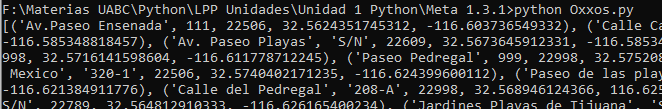 F:\Materias UABC\Python\LPP Unidades\Unidad 1 Python\Meta 1.3.1>python Oxxos.py
[('Av.Paseo Ensenada', 111, 22506, 32.5624351745312, -116.603736549332), ('Calle Ca
-116.585348818457), ('Av. Paseo Playas', 'S/N', 22609, 32.5673645912331, -116.58534
998, 32.5716141598604, -116.611778712245), ('Paseo Pedregal', 999, 22998, 32.575208
 Mexico', '320-1', 22506, 32.5740402171235, -116.624399600112), ('Paseo de las play
-116.621384911776), ('Calle del Pedregal', '208-A', 22998, 32.568946124366, 116.62
S/N', 22789, 32.564812910333, -116.626165400234), ('Jardines Playas de Tijuana',